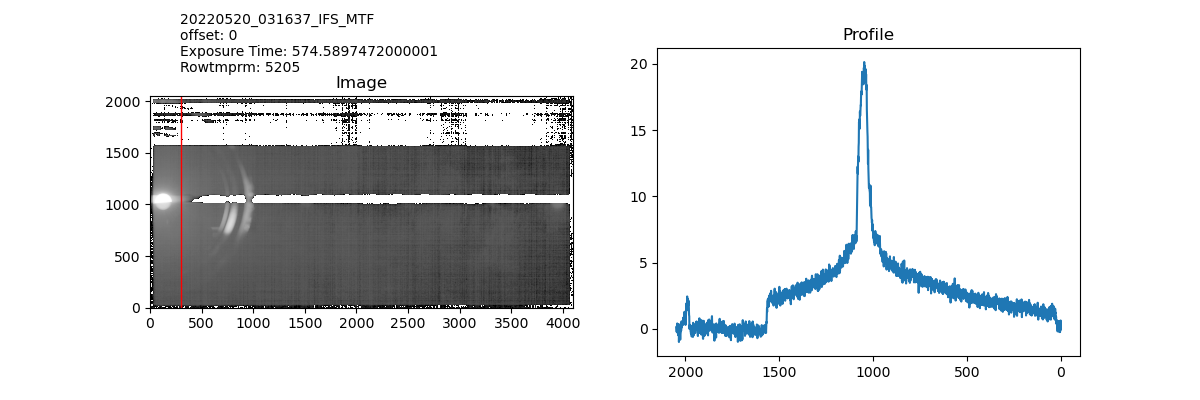 20220520_031637_IFS_MTF
offset: 0
Exposure Time: 574.5897472000001
Rowtmprm: 5205
Image
2000
1500
1000
500
0
0 500 1000 1500 2000 2500 3000 3500 4000
Profile
20
15
10
5
0
2000 1500 1000 500 0